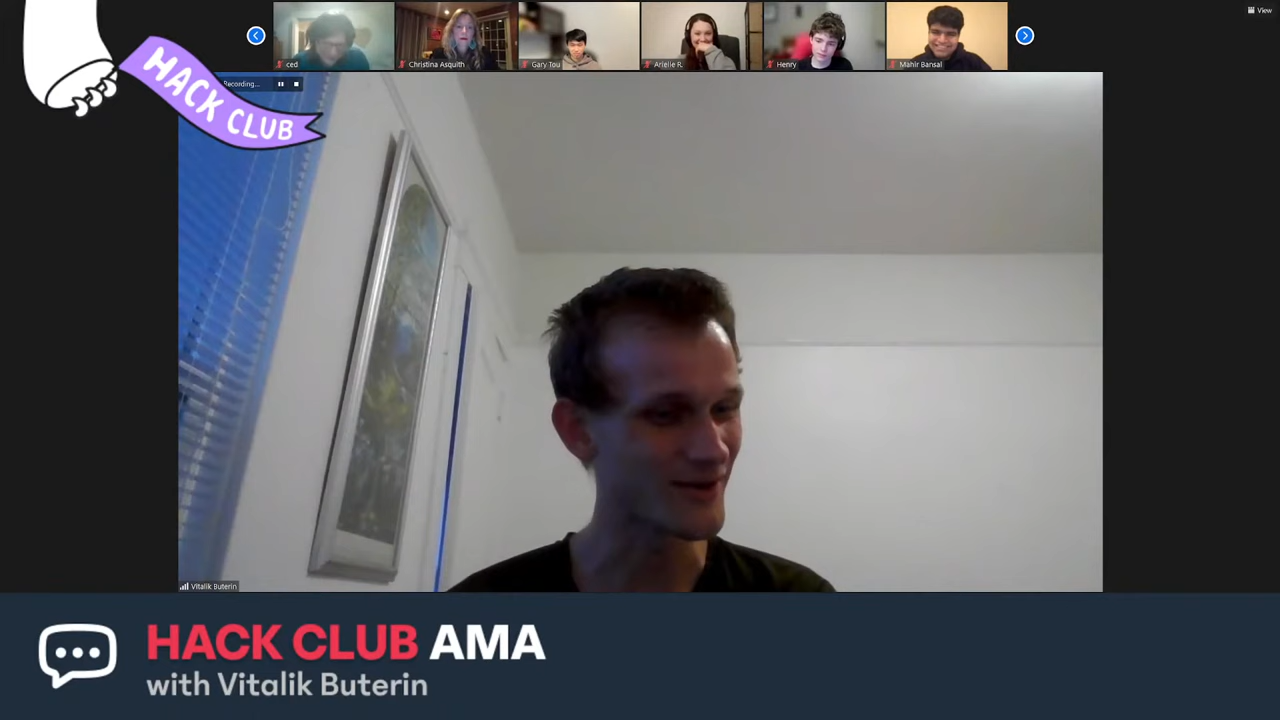 View
ced
Christina Asquith
Gary Tou
Arielle R.
Henry
Mahir Bansal
HACK CLUB
Recording...
Vitalik Buterin
HACK CLUB AMA
with Vitalik Buterin